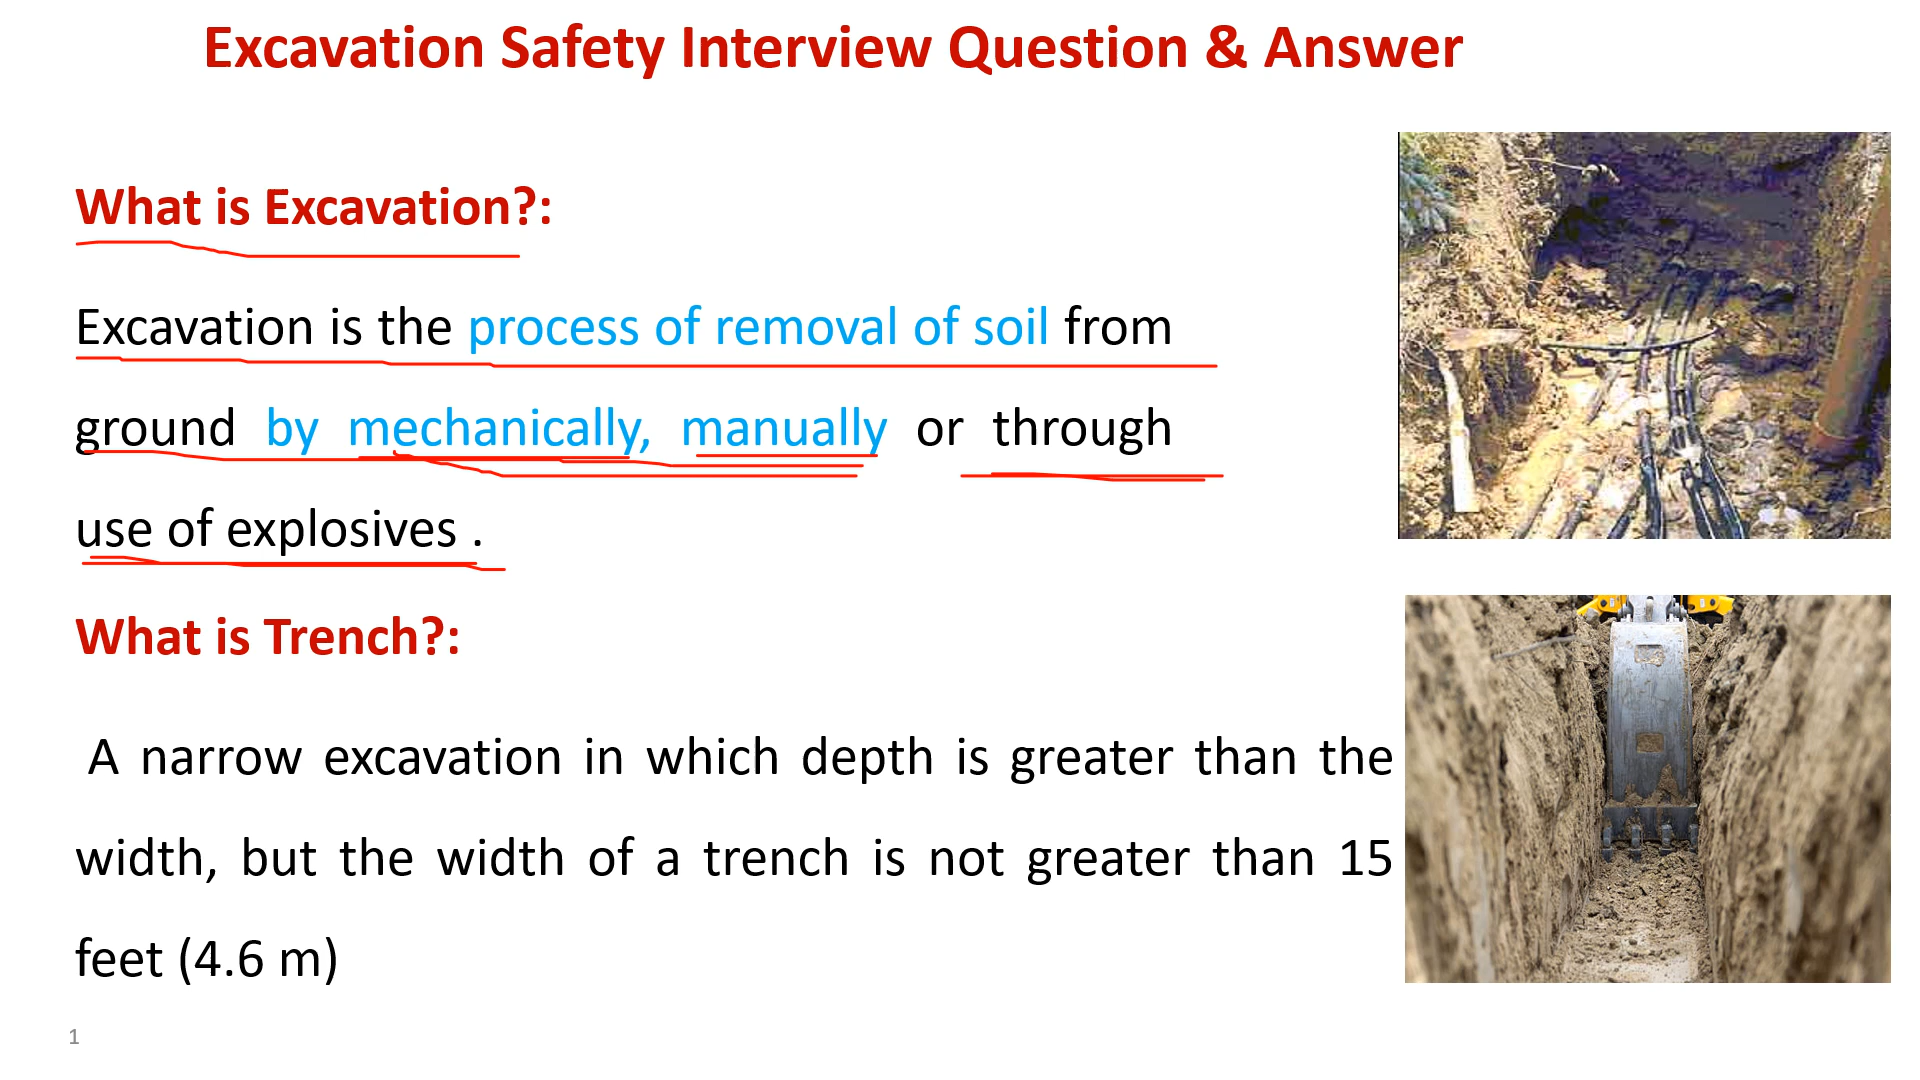 Excavation Safety Interview Question & Answer
What is Excavation?:
Excavation is the process of removal of soil from
ground by mechanically, manually or through
use of explosives .
What is Trench?:
A narrow excavation in which depth is greater than the
width, but the width of a trench is not greater than 15
feet (4.6 m)
1